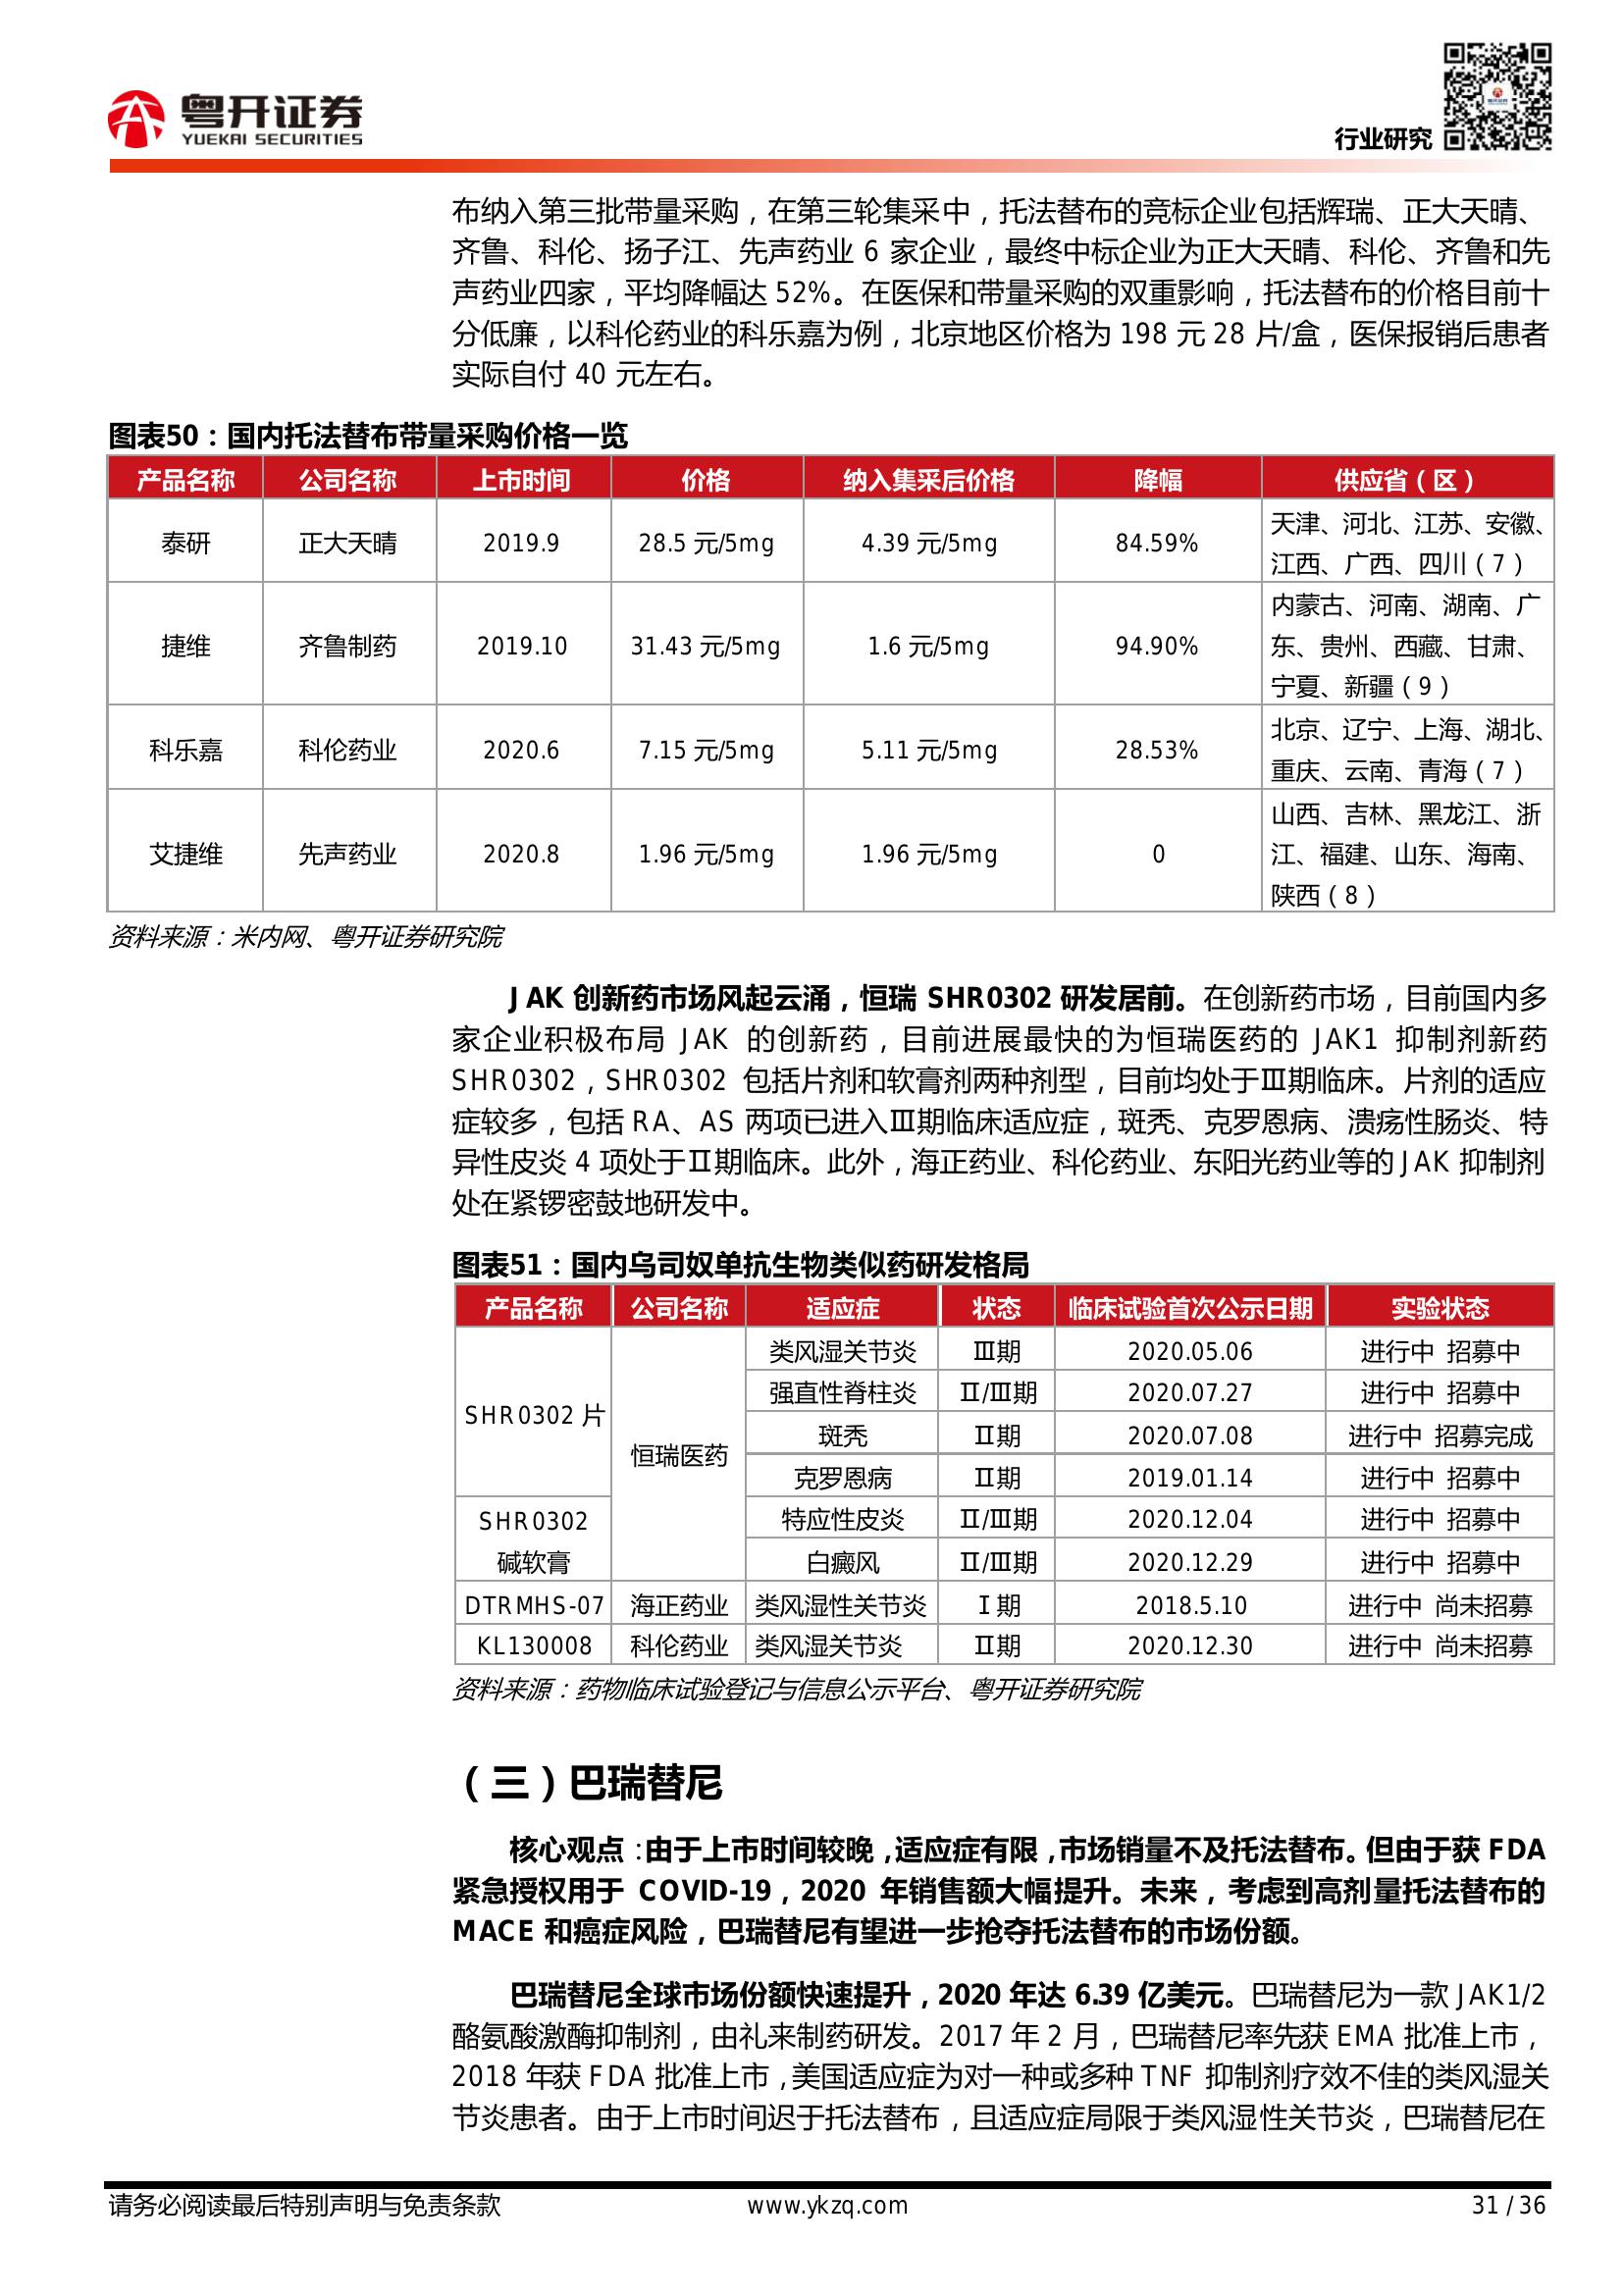 粤开证券
YUEKAI SECURITIES
行业研究
布纳入第三批带量采购，在第三轮集采中，托法替布的竞标企业包括辉瑞、正大天晴、
齐鲁、科伦、扬子江、先声药业 6 家企业，最终中标企业为正大天晴、科伦、齐鲁和先
声药业四家，平均降幅达 52%。在医保和带量采购的双重影响，托法替布的价格目前十
分低廉，以科伦药业的科乐嘉为例，北京地区价格为 198 元 28 片/盒，医保报销后患者
实际自付 40 元左右。
图表50：国内托法替布带量采购价格一览
产品名称 公司名称 上市时间 价格 纳入集采后价格 降幅 供应省（区）
泰研 正大天晴 2019.9 28.5 元/5mg 4.39 元/5mg 84.59% 天津、河北、江苏、安徽、
江西、广西、四川（7）
捷维 齐鲁制药 2019.10 31.43 元/5mg 1.6 元/5mg 94.90% 内蒙古、河南、湖南、广
东、贵州、西藏、甘肃、
宁夏、新疆（9）
科乐嘉 科伦药业 2020.6 7.15 元/5mg 5.11 元/5mg 28.53% 北京、辽宁、上海、湖北、
重庆、云南、青海（7）
艾捷维 先声药业 2020.8 1.96 元/5mg 1.96 元/5mg 0 山西、吉林、黑龙江、浙
江、福建、山东、海南、
陕西（8）
资料来源：米内网、粤开证券研究院
JAK 创新药市场风起云涌，恒瑞 SHR0302 研发居前。在创新药市场，目前国内多
家企业积极布局 JAK 的创新药，目前进展最快的为恒瑞医药的 JAK1 抑制剂新药
SHR0302，SHR0302 包括片剂和软膏剂两种剂型，目前均处于Ⅲ期临床。片剂的适应
症较多，包括 RA、AS 两项已进入Ⅲ期临床适应症，斑秃、克罗恩病、溃疡性肠炎、特
异性皮炎 4 项处于Ⅱ期临床。此外，海正药业、科伦药业、东阳光药业等的 JAK 抑制剂
处在紧锣密鼓地研发中。
图表51：国内乌司奴单抗生物类似药研发格局
产品名称 公司名称 适应症 状态 临床试验首次公示日期 实验状态
SHR0302 片 恒瑞医药 类风湿关节炎 Ⅲ期 2020.05.06 进行中 招募中
强直性脊柱炎 Ⅱ/Ⅲ期 2020.07.27 进行中 招募中
斑秃 Ⅱ期 2020.07.08 进行中 招募完成
克罗恩病 Ⅱ期 2019.01.14 进行中 招募中
SHR0302 特应性皮炎 Ⅱ/Ⅲ期 2020.12.04 进行中 招募中
碱软膏 白癜风 Ⅱ/Ⅲ期 2020.12.29 进行中 招募中
DTRMHS-07 海正药业 类风湿性关节炎 Ⅰ期 2018.5.10 进行中 尚未招募
KL130008 科伦药业 类风湿关节炎 Ⅱ期 2020.12.30 进行中 尚未招募
资料来源：药物临床试验登记与信息公示平台、粤开证券研究院
（三）巴瑞替尼
核心观点：由于上市时间较晚，适应症有限，市场销量不及托法替布。但由于获 FDA
紧急授权用于 COVID-19，2020 年销售额大幅提升。未来，考虑到高剂量托法替布的
MACE 和癌症风险，巴瑞替尼有望进一步抢夺托法替布的市场份额。
巴瑞替尼全球市场份额快速提升，2020 年达 6.39 亿美元。巴瑞替尼为一款 JAK1/2
酪氨酸激酶抑制剂，由礼来制药研发。2017 年 2 月，巴瑞替尼率先获 EMA 批准上市，
2018 年获 FDA 批准上市，美国适应症为对一种或多种 TNF 抑制剂疗效不佳的类风湿关
节炎患者。由于上市时间迟于托法替布，且适应症局限于类风湿性关节炎，巴瑞替尼在
请务必阅读最后特别声明与免责条款 www.ykzq.com 31 / 36